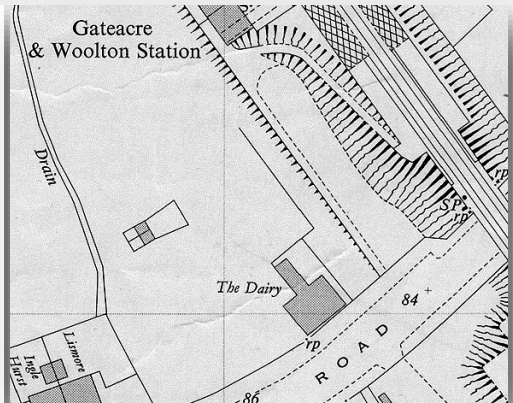 Gateacre
& Woolton Station
Drain
rp
SP
rp
The Dairy
84
rp
ROAD
Lismore
Ingle
Hurst
86